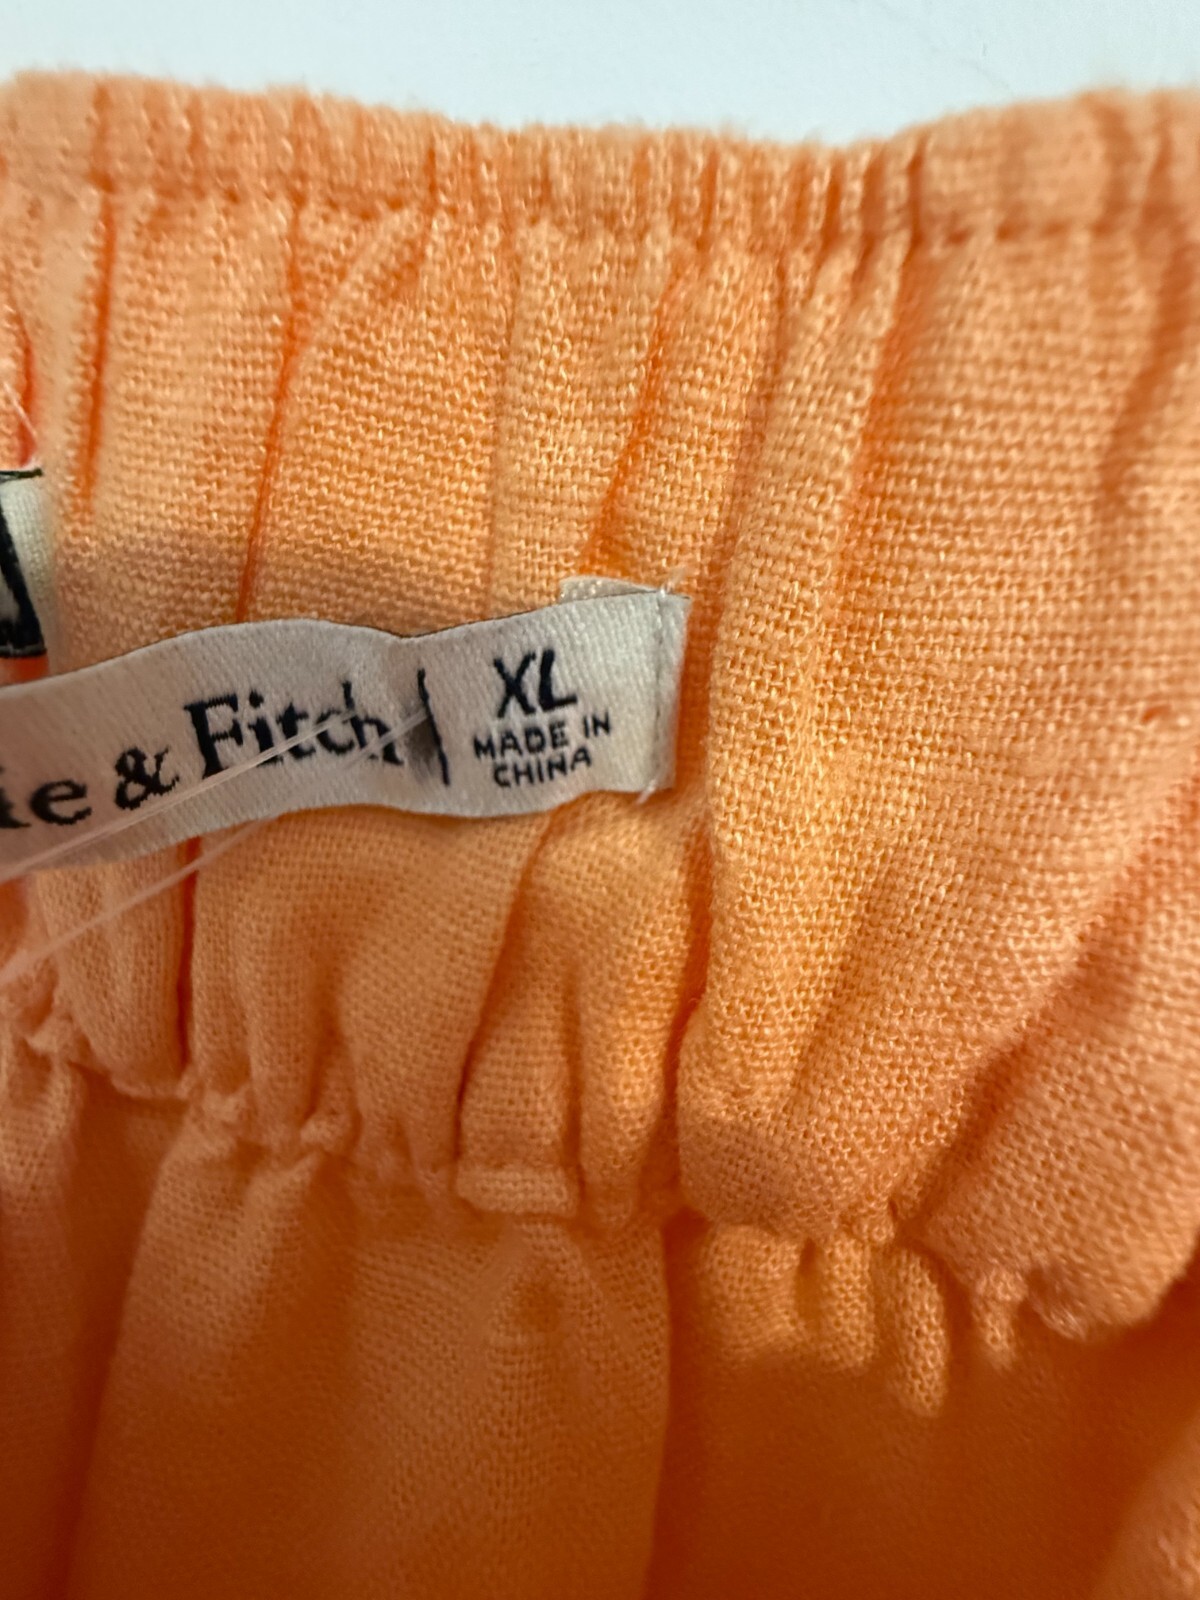 ie & Fitch
XL
MADE IN
CHINA